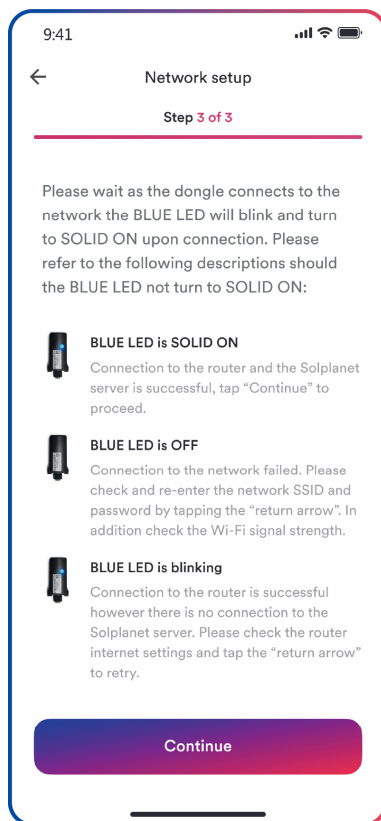 9:41
Network setup
Step 3 of 3
Please wait as the dongle connects to the
network the BLUE LED will blink and turn
to SOLID ON upon connection. Please
refer to the following descriptions should
the BLUE LED not turn to SOLID ON:
BLUE LED is SOLID ON
Connection to the router and the Solplanet
server is successful, tap “Continue” to
proceed.
BLUE LED is OFF
Connection to the network failed. Please
check and re-enter the network SSID and
password by tapping the “return arrow”. In
addition check the Wi-Fi signal strength.
BLUE LED is blinking
Connection to the router is successful
however there is no connection to the
Solplanet server. Please check the router
internet settings and tap the “return arrow”
to retry.
Continue